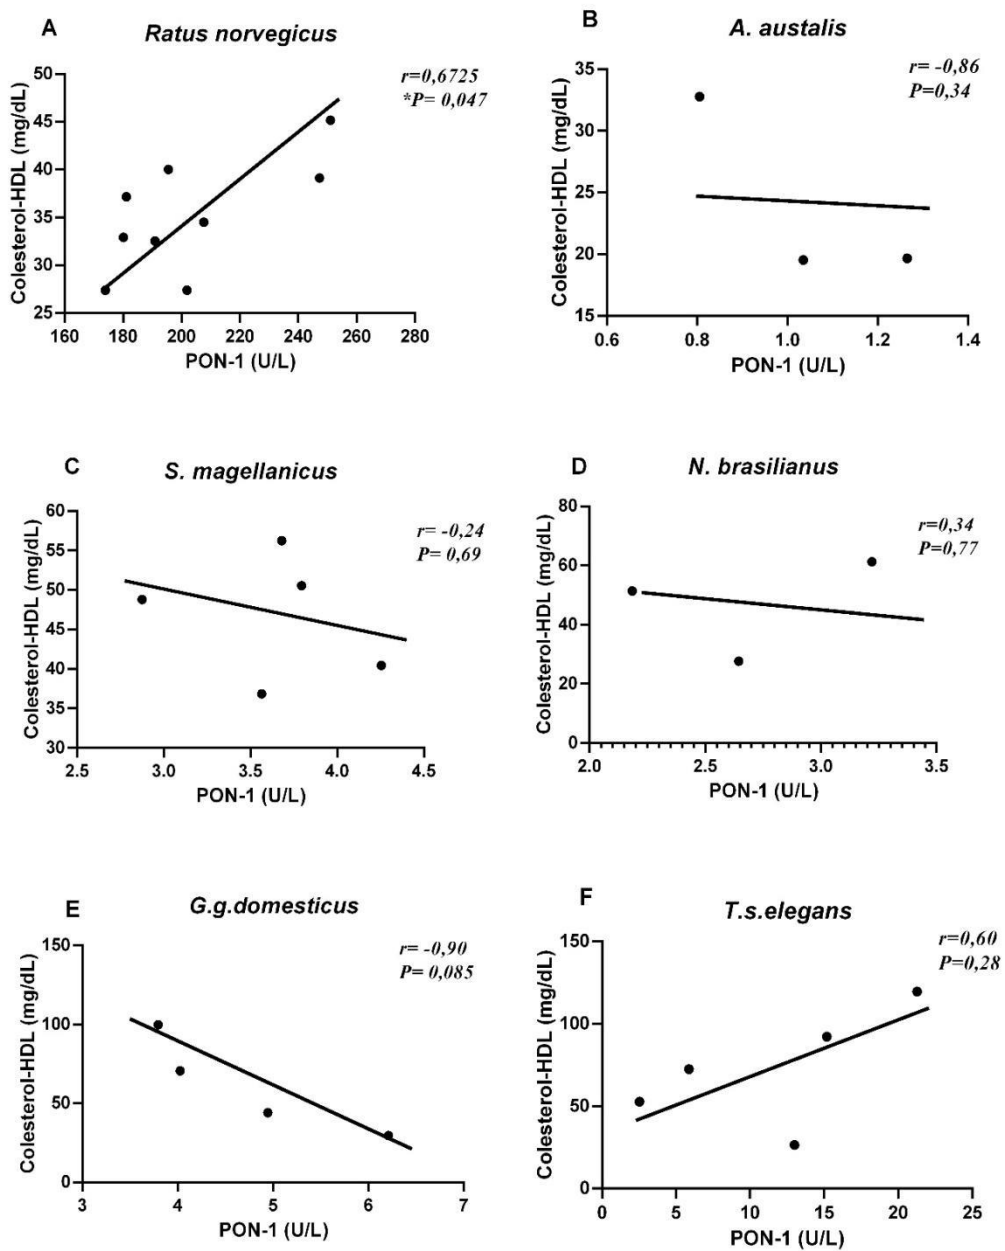 A
Ratus norvegicus
r=0,6725
*P= 0,047
Colesterol-HDL (mg/dL)
50
45
40
35
30
25
160
180
200
220
240
260
280
PON-1 (U/L)
B
A. austalis
r= -0,86
P=0,34
Colesterol-HDL (mg/dL)
35
30
25
20
15
0.6
0.8
1.0
1.2
1.4
PON-1 (U/L)
C
S. magellanicus
r= -0,24
P= 0,69
Colesterol-HDL (mg/dL)
60
55
50
45
40
35
30
2.5
3.0
3.5
4.0
4.5
PON-1 (U/L)
D
N. brasilianus
r=0,34
P=0,77
Colesterol-HDL (mg/dL)
80
60
40
20
0
2.0
2.5
3.0
3.5
PON-1 (U/L)
E
G.g.domesticus
r= -0,90
P= 0,085
Colesterol-HDL (mg/dL)
150
100
50
0
3
4
5
6
7
PON-1 (U/L)
F
T.s.elegans
r=0,60
P=0,28
Colesterol-HDL (mg/dL)
150
100
50
0
0
5
10
15
20
25
PON-1 (U/L)